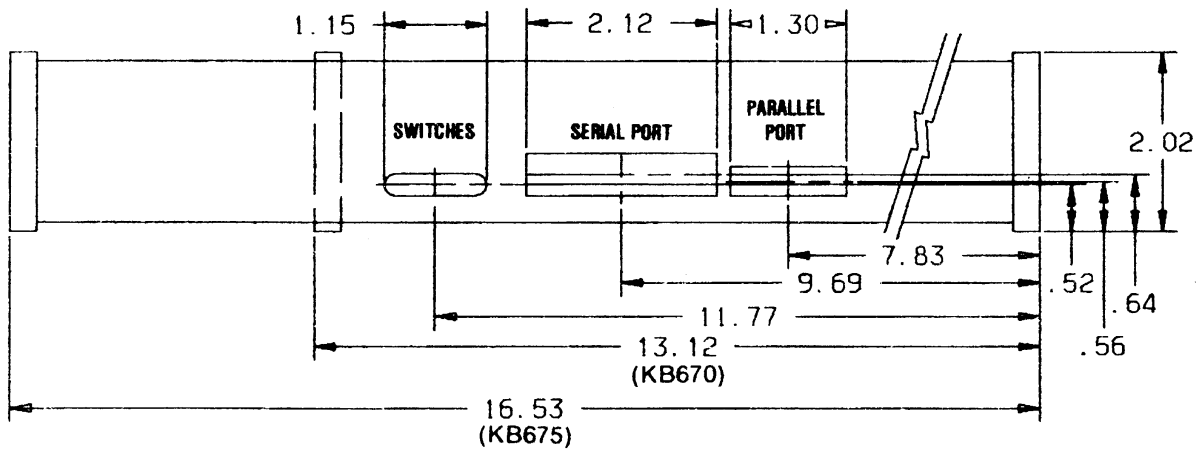 1.15
2.12
1.30
SWITCHES
SERIAL PORT
PARALLEL
PORT
2.02
7.83
.52
9.69
.64
11.77
.56
13.12
(KB670)
16.53
(KB675)